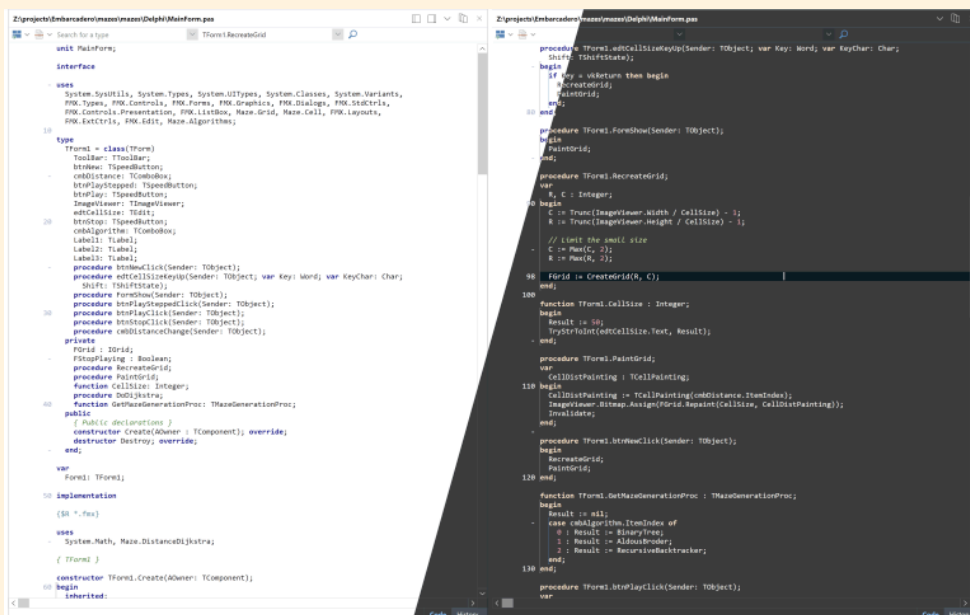 Z:\projects\Embarcadero\mazes\mazes\Delphi\MainForm.pas
Search for a type
TForm1.RecreateGrid
unit MainForm;
interface
uses
System.SysUtils, System.Types, System.UITypes, System.Classes, System.Variants,
FMX.Types, FMX.Controls, FMX.Forms, FMX.Graphics, FMX.Dialogs, FMX.StdCtrls,
FMX.Controls.Presentation, FMX.ListBox, Maze.Grid, Maze.Cell, FMX.Layouts,
FMX.ExtCtrls, FMX.Edit, Maze.Algorithms;
10
type
TForm1 = class(TForm)
ToolBar: TToolBar;
btnNew: TSpeedButton;
cmbDistance: TComboBox;
btnPlayStepped: TSpeedButton;
btnPlay: TSpeedButton;
ImageViewer: TImageViewer;
edtCellSize: TEdit;
20 btnStop: TSpeedButton;
cmbAlgorithm: TComboBox;
Label1: TLabel;
Label2: TLabel;
Label3: TLabel;
procedure btnNewClick(Sender: TObject);
procedure edtCellSizeKeyUp(Sender: TObject; var Key: Word; var KeyChar: Char;
Shift: TShiftState);
procedure FormShow(Sender: TObject);
procedure btnPlaySteppedClick(Sender: TObject);
30 procedure btnPlayClick(Sender: TObject);
procedure btnStopClick(Sender: TObject);
procedure cmbDistanceChange(Sender: TObject);
private
FGrid : IGrid;
FStopPlaying : Boolean;
procedure RecreateGrid;
procedure PaintGrid;
function CellSize: Integer;
procedure DoDijkstra;
40 function GetMazeGenerationProc: TMazeGenerationProc;
public
{ Public declarations }
constructor Create(AOwner : TComponent); override;
destructor Destroy; override;
end;
var
Form1: TForm1;
50 implementation
{$R *.fmx}
uses
System.Math, Maze.DistanceDijkstra;
{ TForm1 }
constructor TForm1.Create(AOwner: TComponent);
60 begin
inherited;
Code History
Z:\projects\Embarcadero\mazes\mazes\Delphi\MainForm.pas
procedure TForm1.edtCellSizeKeyUp(Sender: TObject; var Key: Word; var KeyChar: Char;
Shift: TShiftState);
begin
if Key = vkReturn then begin
RecreateGrid;
PaintGrid;
end;
80 end;
procedure TForm1.FormShow(Sender: TObject);
begin
PaintGrid;
end;
procedure TForm1.RecreateGrid;
var
R, C : Integer;
90 begin
C := Trunc(ImageViewer.Width / CellSize) - 1;
R := Trunc(ImageViewer.Height / CellSize) - 1;
// Limit the small size
C := Max(C, 2);
R := Max(R, 2);
98 FGrid := CreateGrid(R, C);
end;
100
function TForm1.CellSize : Integer;
begin
Result := 50;
TryStrToInt(edtCellSize.Text, Result);
end;
procedure TForm1.PaintGrid;
var
CellDistPainting : TCellPainting;
110 begin
CellDistPainting := TCellPainting(cmbDistance.ItemIndex);
ImageViewer.Bitmap.Assign(FGrid.Repaint(CellSize, CellDistPainting));
Invalidate;
end;
procedure TForm1.btnNewClick(Sender: TObject);
begin
RecreateGrid;
PaintGrid;
120 end;
function TForm1.GetMazeGenerationProc : TMazeGenerationProc;
begin
Result := nil;
case cmbAlgorithm.ItemIndex of
0 : Result := BinaryTree;
1 : Result := AldousBroder;
2 : Result := RecursiveBacktracker;
end;
130 end;
procedure TForm1.btnPlayClick(Sender: TObject);
var
Code